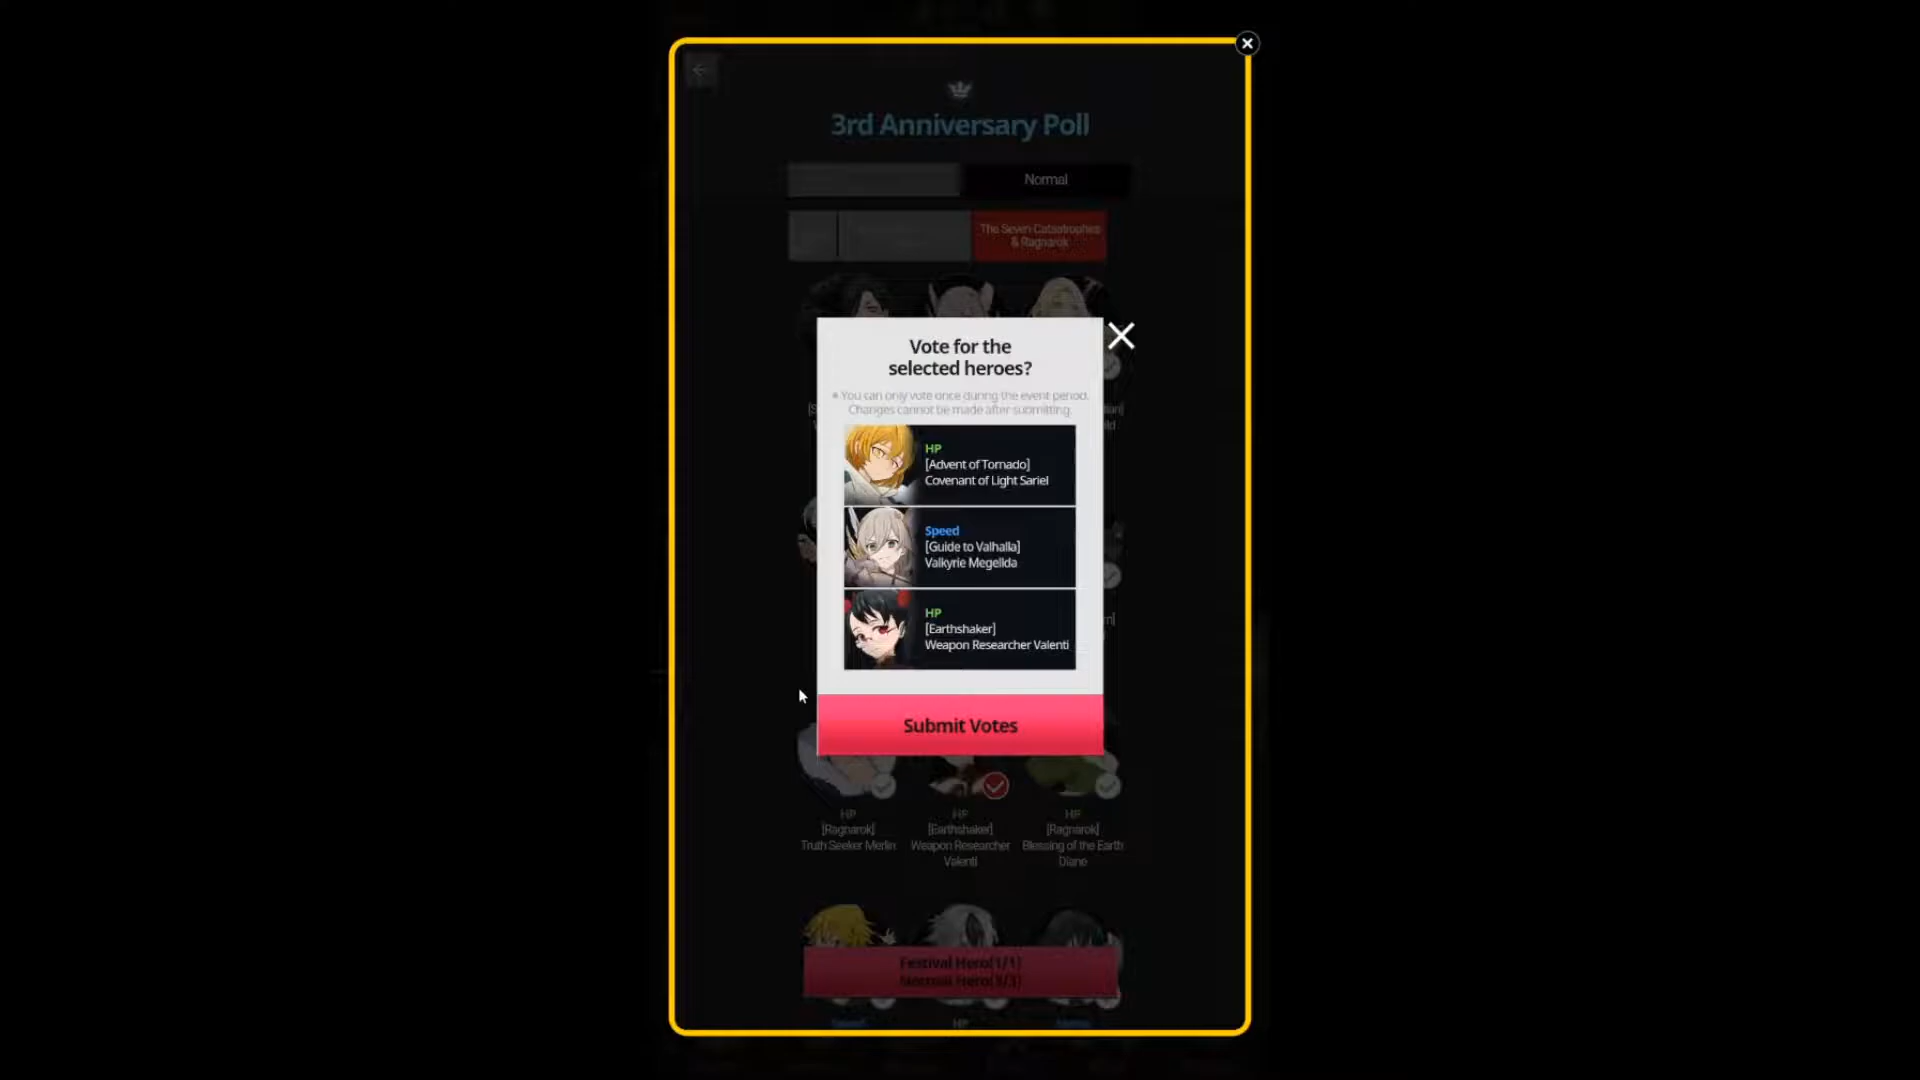 3rd Anniversary Poll
Normal
The Seven Catsatrophes
& Ragnarok
Vote for the
selected heroes?
* You can only vote once during the event period.
Changes cannot be made after submitting.
HP
[Advent of Tornado]
Covenant of Light Sariel
Speed
[Guide to Valhalla]
Valkyrie Megellda
HP
[Earthshaker]
Weapon Researcher Valenti
Submit Votes
HP
[Ragnarok]
Truth Seeker Merlin
HP
[Earthshaker]
Weapon Researcher
Valenti
HP
[Ragnarok]
Blessing of the Earth
Diane
Festival Hero(1/1)
Normal Hero(3/3)
HP